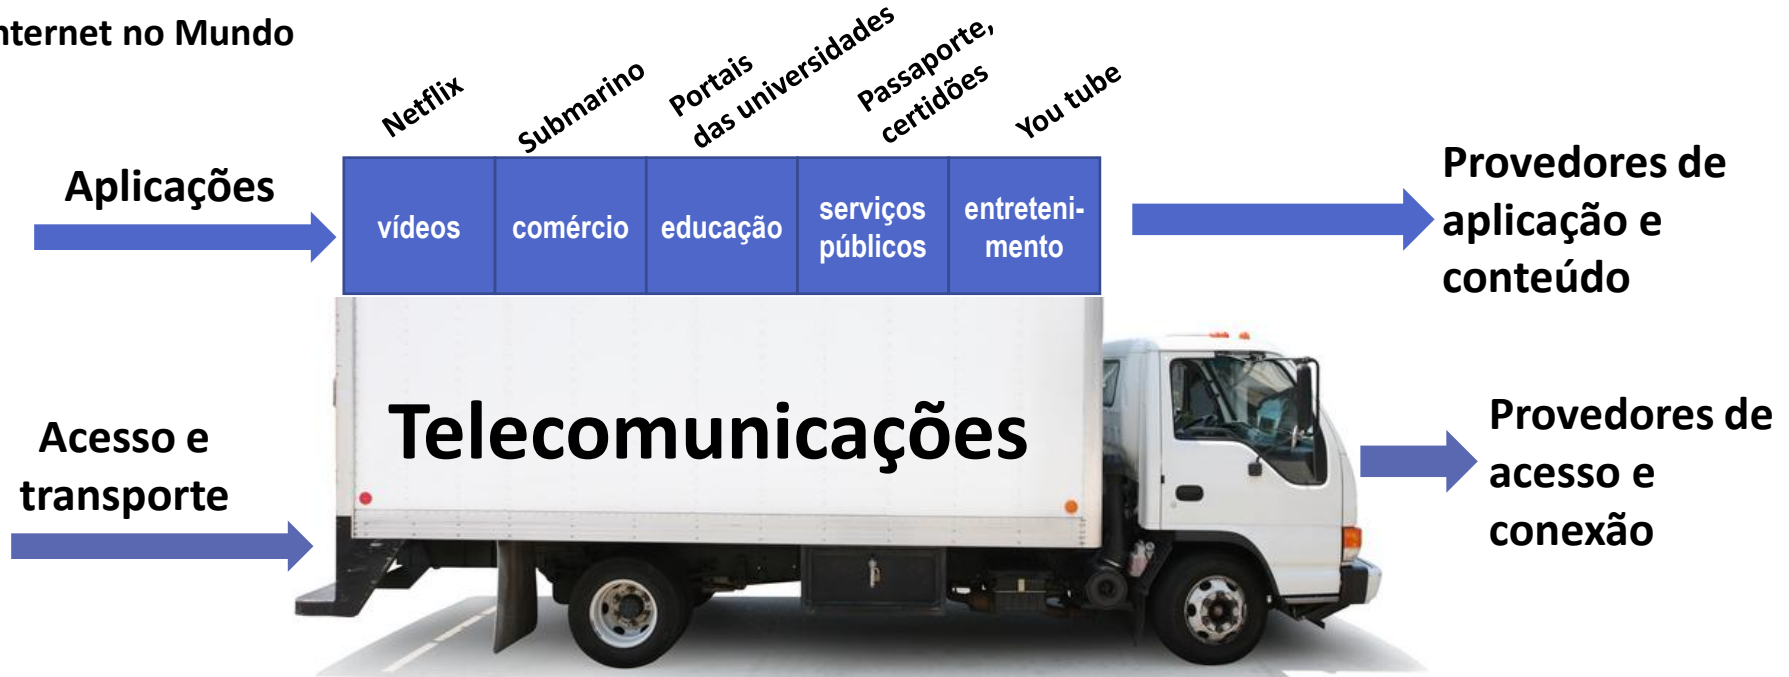 nternet no Mundo
Netflix
Submarino
Portais
das universidades
Passaporte,
certidões
You tube
Aplicações
vídeos
comércio
educação
serviços
públicos
entreteni-
mento
Provedores de
aplicação e
conteúdo
Acesso e
transporte
Telecomunicações
Provedores de
acesso e
conexão